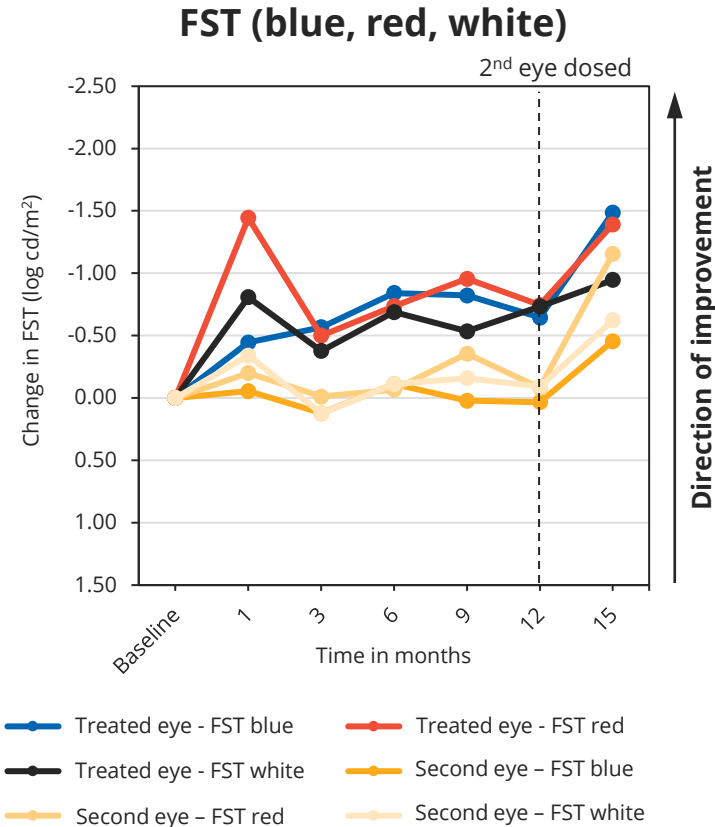 FST (blue, red, white)
2nd eye dosed
-2.50
-2.00
-1.50
-1.00
-0.50
0.00
0.50
1.00
1.50
Change in FST (log cd/m²)
Direction of improvement
Baseline 1 3 6 9 12 15
Time in months
Treated eye - FST blue
Treated eye - FST red
Treated eye - FST white
Second eye – FST blue
Second eye – FST red
Second eye – FST white